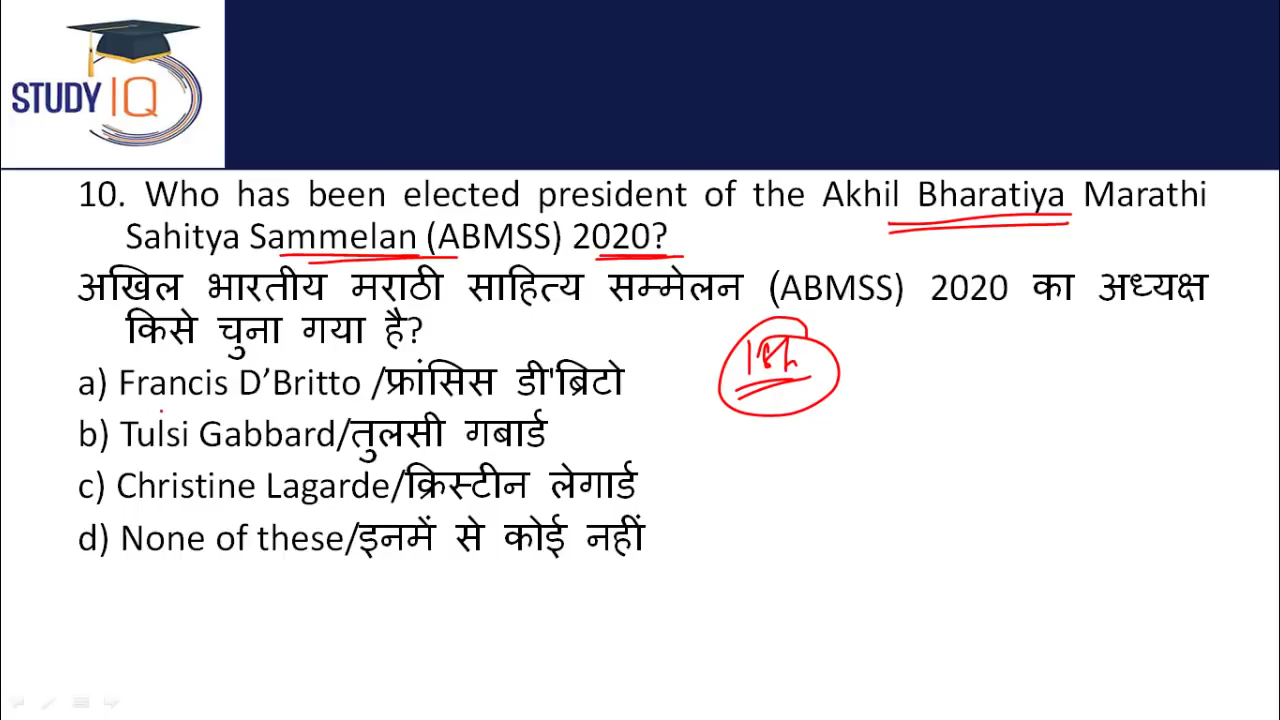 STUDY IQ
10. Who has been elected president of the Akhil Bharatiya Marathi
Sahitya Sammelan (ABMSS) 2020?
अखिल भारतीय मराठी साहित्य सम्मेलन (ABMSS) 2020 का अध्यक्ष
किसे चुना गया है?
a) Francis D’Britto /फ्रांसिस डी'ब्रिटो
b) Tulsi Gabbard/तुलसी गबार्ड
c) Christine Lagarde/क्रिस्टीन लेगार्ड
d) None of these/इनमें से कोई नहीं